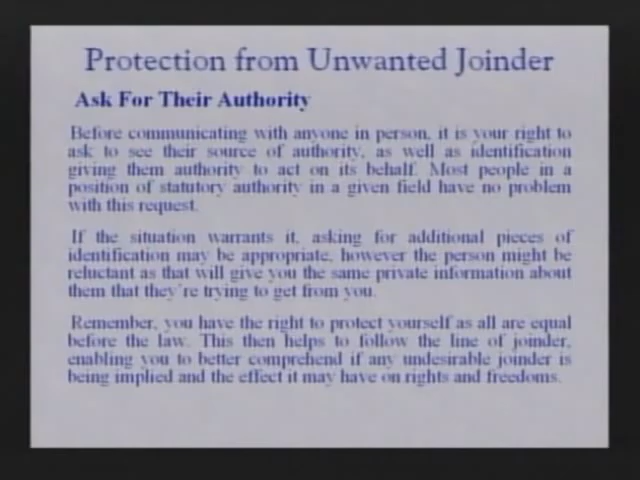 Protection from Unwanted Joinder
Ask For Their Authority
Before communicating with anyone in person, it is your right to
ask to see their source of authority, as well as identification
giving them authority to act on its behalf. Most people in a
position of statutory authority in a given field have no problem
with this request.
If the situation warrants it, asking for additional pieces of
identification may be appropriate, however the person might be
reluctant as that will give you the same private information about
them that they're trying to get from you.
Remember, you have the right to protect yourself as all are equal
before the law. This then helps to follow the line of joinder,
enabling you to better comprehend if any undesirable joinder is
being implied and the effect it may have on rights and freedoms.